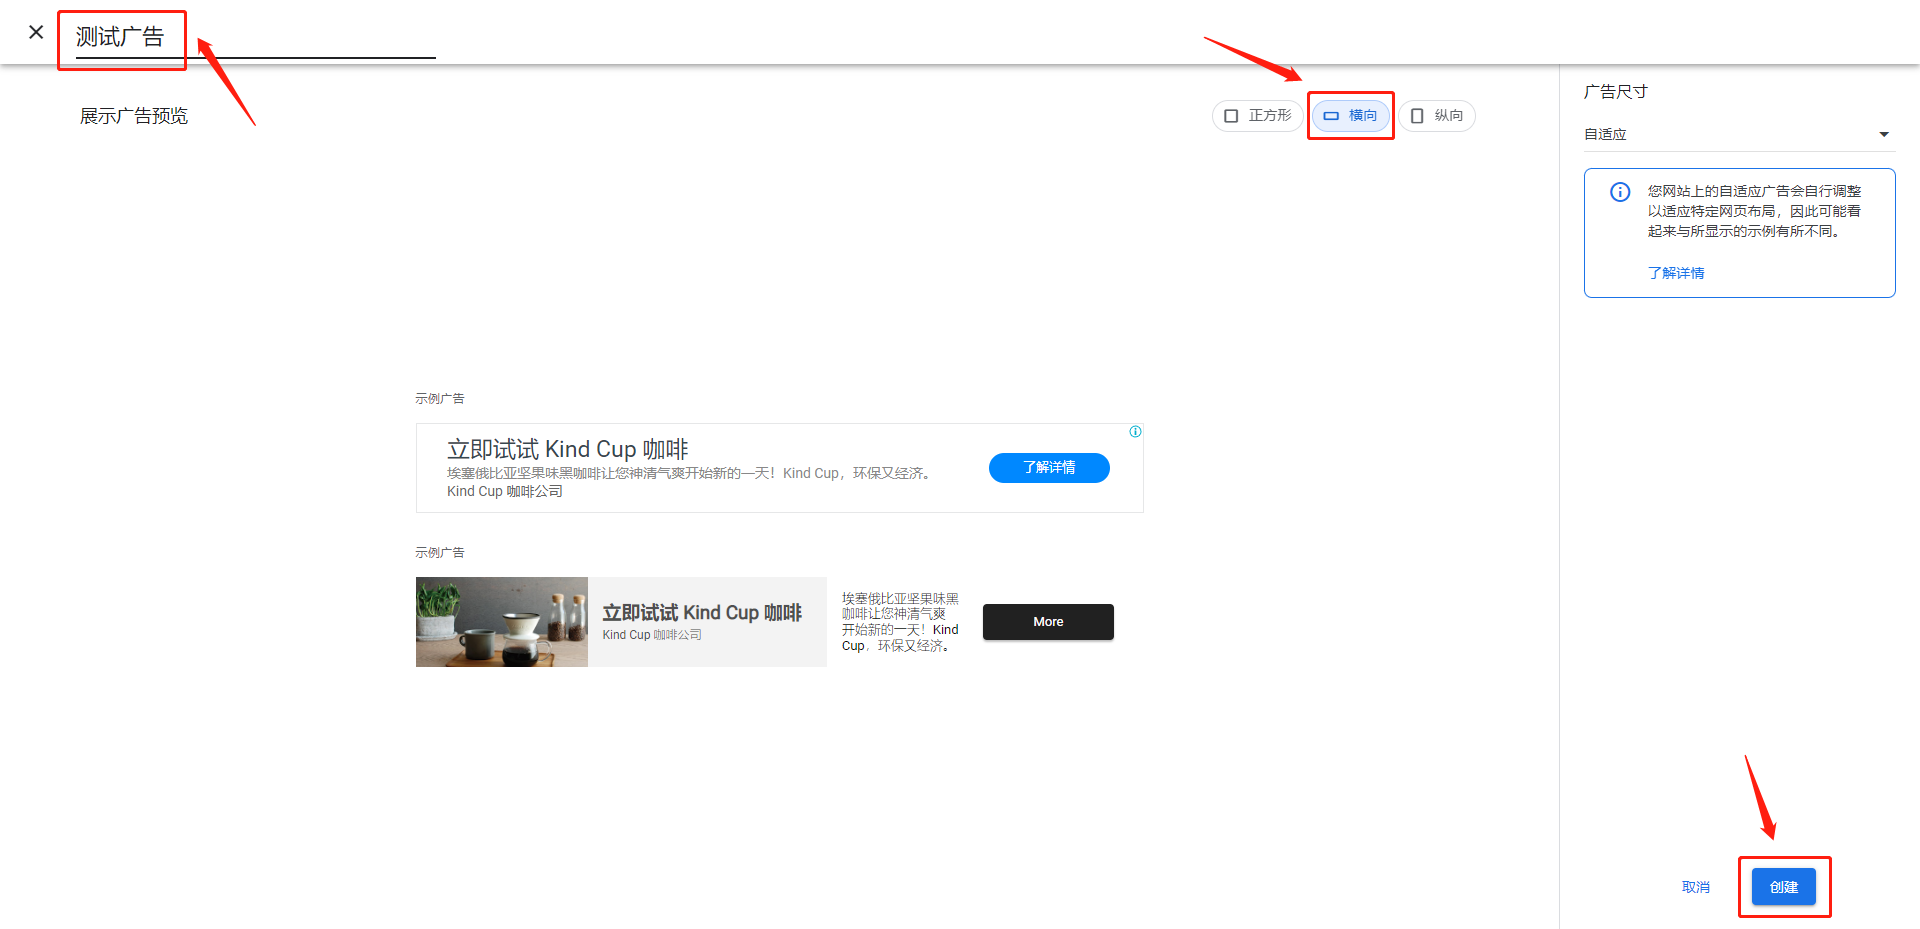 测试广告
展示广告预览
正方形
横向
纵向
广告尺寸
自适应
您网站上的自适应广告会自行调整
以适应特定网页布局，因此可能看
起来与所显示的示例有所不同。
了解详情
示例广告
立即试试 Kind Cup 咖啡
埃塞俄比亚坚果味黑咖啡让您神清气爽开始新的一天！Kind Cup，环保又经济。
Kind Cup 咖啡公司
了解详情
示例广告
立即试试 Kind Cup 咖啡
Kind Cup 咖啡公司
埃塞俄比亚坚果味黑
咖啡让您神清气爽
开始新的一天！Kind
Cup，环保又经济。
More
取消
创建